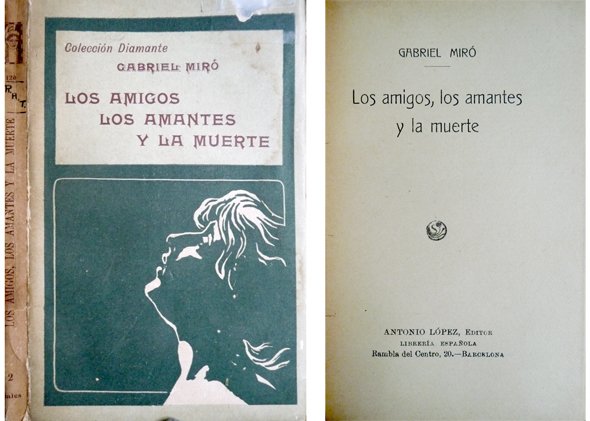 LOS AMIGOS, LOS AMANTES Y LA MUERTE
2
Colección Diamante
GABRIEL MIRÓ
LOS AMIGOS
LOS AMANTES
Y LA MUERTE
GABRIEL MIRÓ
Los amigos, los amantes
y la muerte
ANTONIO LÓPEZ, EDITOR
LIBRERÍA ESPAÑOLA
Rambla del Centro, 20.—BARCELONA